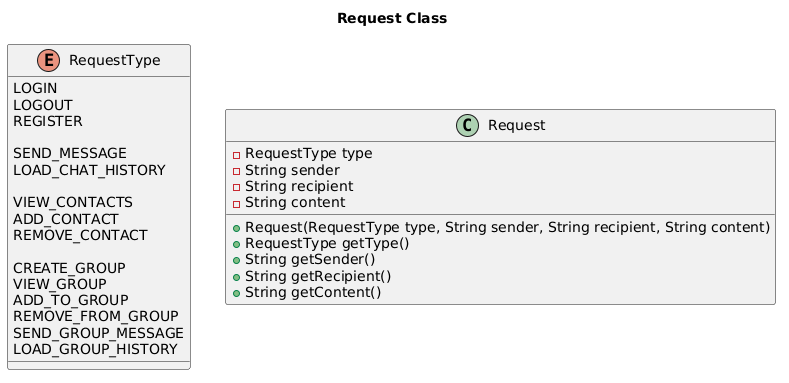 Request Class
E RequestType
LOGIN
LOGOUT
REGISTER
SEND_MESSAGE
LOAD_CHAT_HISTORY
VIEW_CONTACTS
ADD_CONTACT
REMOVE_CONTACT
CREATE_GROUP
VIEW_GROUP
ADD_TO_GROUP
REMOVE_FROM_GROUP
SEND_GROUP_MESSAGE
LOAD_GROUP_HISTORY
C Request
RequestType type
String sender
String recipient
String content
Request(RequestType type, String sender, String recipient, String content)
RequestType getType()
String getSender()
String getRecipient()
String getContent()